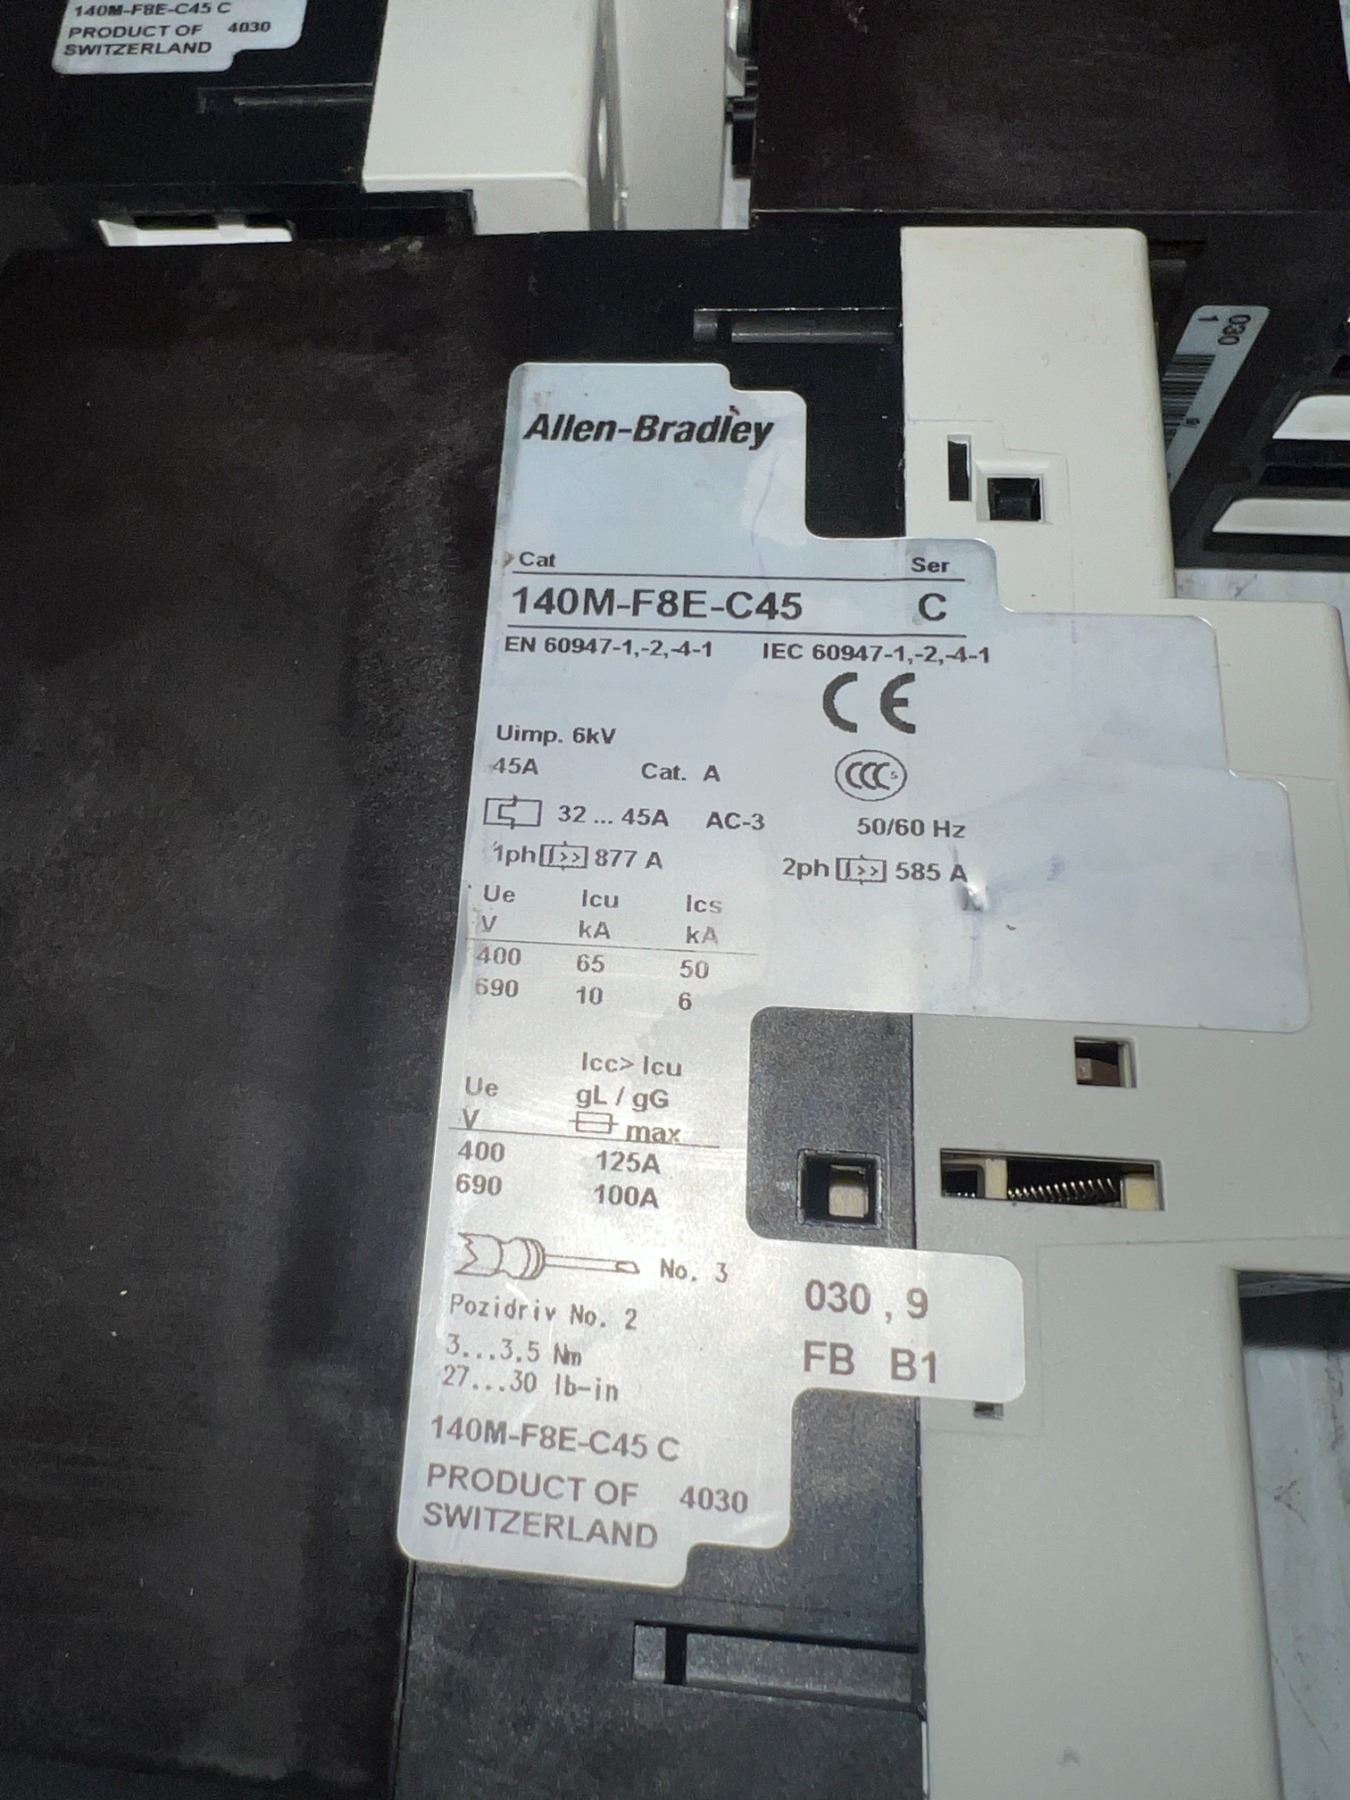 140M-F8E-C45 C
PRODUCT OF 4030
SWITZERLAND
030
1
Allen-Bradley
Cat Ser
140M-F8E-C45 C
EN 60947-1,-2,-4-1 IEC 60947-1,-2,-4-1
CE
Uimp. 6kV
45A Cat. A CCC S
32 ... 45A AC-3 50/60 Hz
1ph >> 877 A 2ph >> 585 A
Ue Icu Ics
V kA kA
400 65 50
690 10 6
Icc> Icu
Ue gL / gG
V max
400 125A
690 100A
No. 3
Pozidriv No. 2
3...3.5 Nm
27...30 lb-in
030 , 9
FB B1
140M-F8E-C45 C
PRODUCT OF 4030
SWITZERLAND